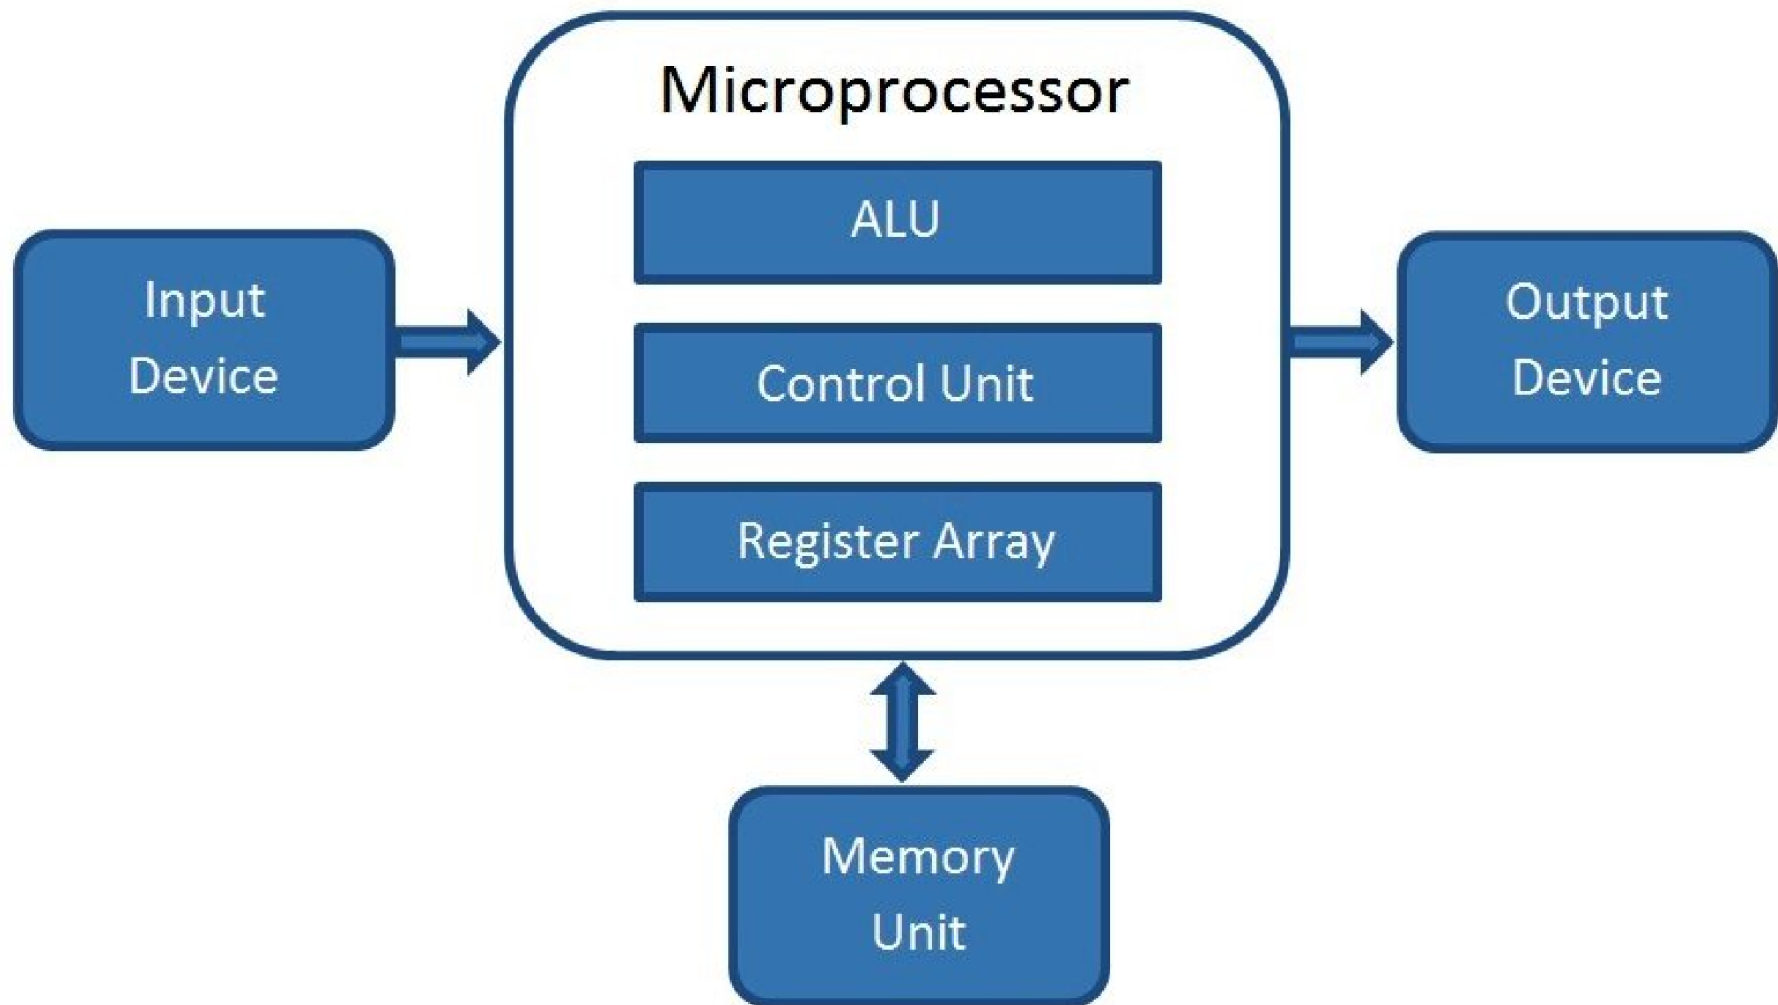 Microprocessor
ALU
Input
Device
Control Unit
Output
Device
Register Array
Memory
Unit